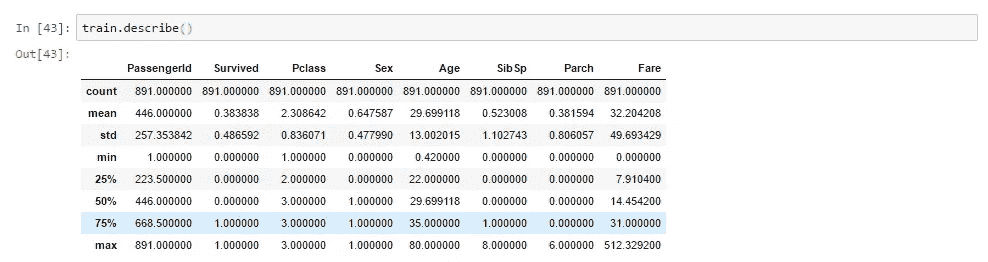 In [43]: train.describe()
Out[43]:
PassengerId Survived Pclass Sex Age SibSp Parch Fare
count 891.000000 891.000000 891.000000 891.000000 891.000000 891.000000 891.000000 891.000000
mean 446.000000 0.383838 2.308642 0.647587 29.699118 0.523008 0.381594 32.204208
std 257.353842 0.486592 0.836071 0.477990 13.002015 1.102743 0.806057 49.693429
min 1.000000 0.000000 1.000000 0.000000 0.420000 0.000000 0.000000 0.000000
25% 223.500000 0.000000 2.000000 0.000000 22.000000 0.000000 0.000000 7.910400
50% 446.000000 0.000000 3.000000 1.000000 29.699118 0.000000 0.000000 14.454200
75% 668.500000 1.000000 3.000000 1.000000 35.000000 1.000000 0.000000 31.000000
max 891.000000 1.000000 3.000000 1.000000 80.000000 8.000000 6.000000 512.329200